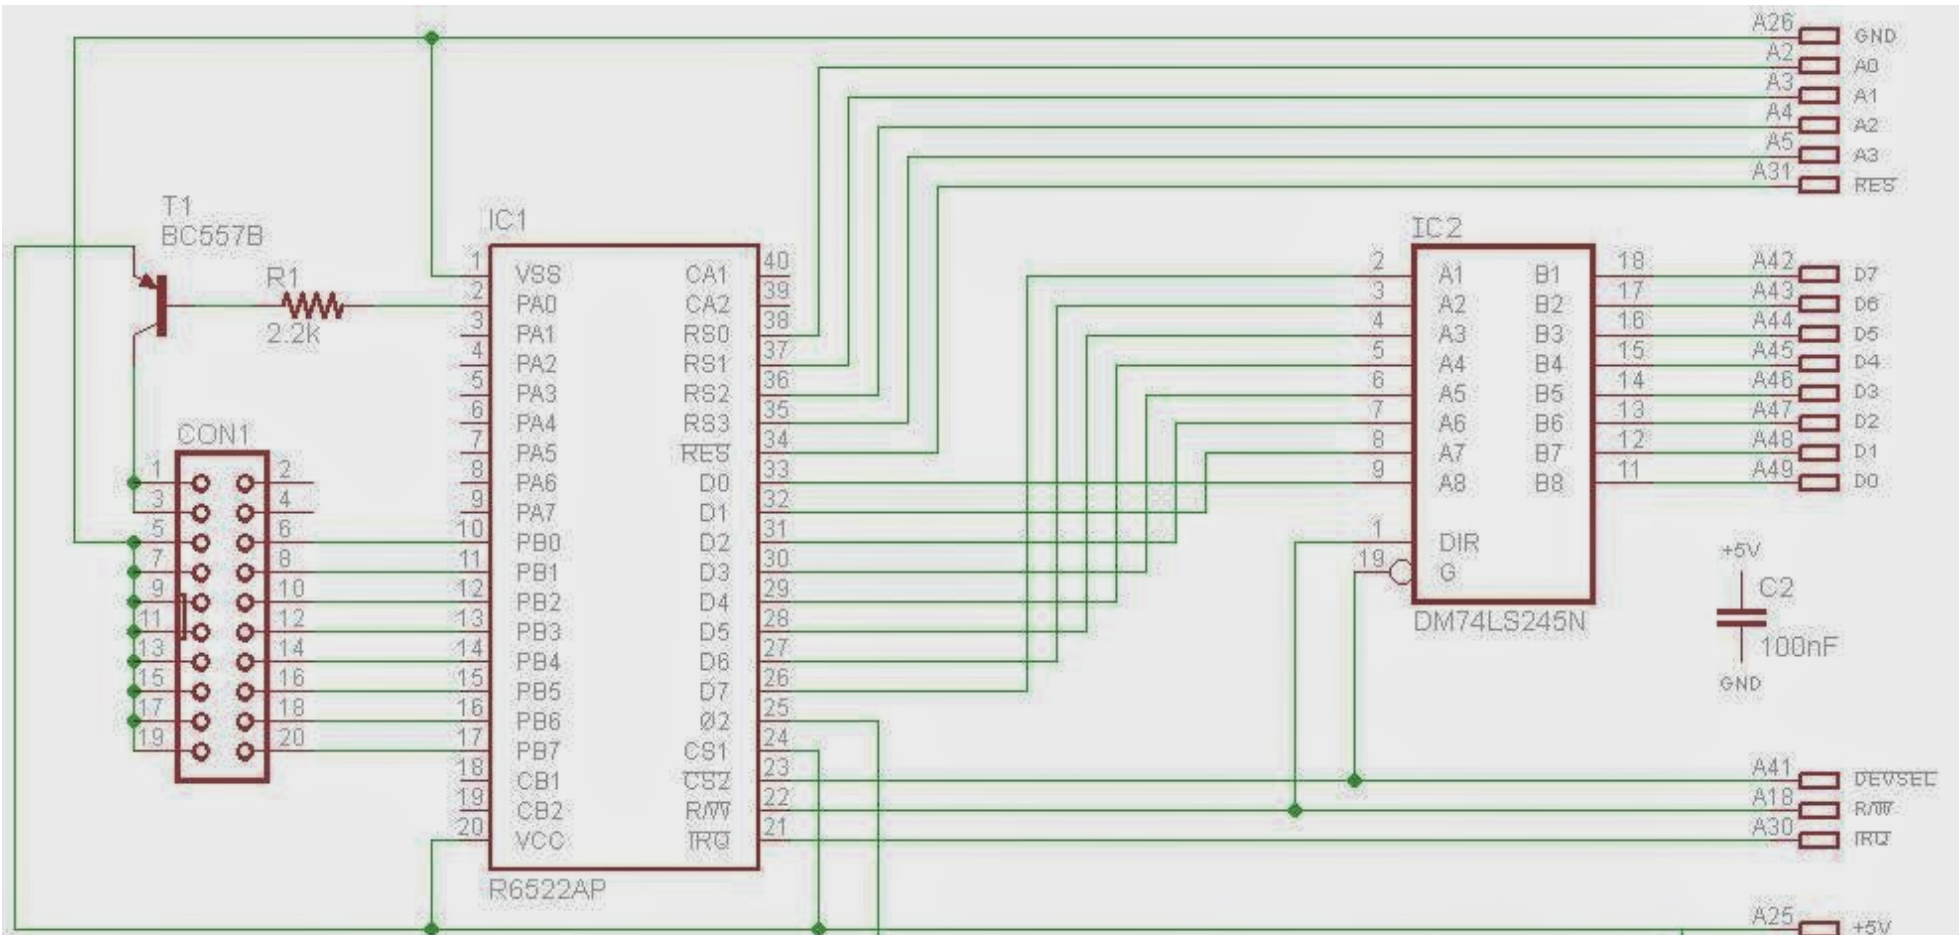 A26 GND
A2 A0
A3 A1
A4 A2
A5 A3
A31 RES
T1
BC557B
R1
2.2k
CON1
1 2
3 4
5 6
7 8
9 10
11 12
13 14
15 16
17 18
19 20
IC1
1 VSS CA1 40
2 PA0 CA2 39
3 PA1 RS0 38
4 PA2 RS1 37
5 PA3 RS2 36
6 PA4 RS3 35
7 PA5 RES 34
8 PA6 D0 33
9 PA7 D1 32
10 PB0 D2 31
11 PB1 D3 30
12 PB2 D4 29
13 PB3 D5 28
14 PB4 D6 27
15 PB5 D7 26
16 PB6 Ø2 25
17 PB7 CS1 24
18 CB1 CS2 23
19 CB2 R/W 22
20 VCC IRQ 21
R6522AP
IC2
2 A1 B1 18 A42 D7
3 A2 B2 17 A43 D6
4 A3 B3 16 A44 D5
5 A4 B4 15 A45 D4
6 A5 B5 14 A46 D3
7 A6 B6 13 A47 D2
8 A7 B7 12 A48 D1
9 A8 B8 11 A49 D0
1 DIR
19 G
DM74LS245N
+5V
C2
100nF
GND
A41 DEVSEL
A18 R/W
A30 IRQ
A25 +5V